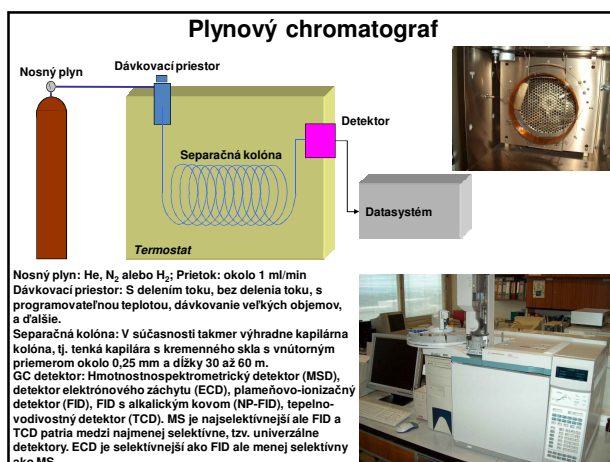 Plynový chromatograf
Nosný plyn
Dávkovací priestor
Detektor
Separačná kolóna
Datasystém
Termostat
Nosný plyn: He, N₂ alebo H₂; Prietok: okolo 1 ml/min
Dávkovací priestor: S delením toku, bez delenia toku, s
programovateľnou teplotou, dávkovanie veľkých objemov,
a ďalšie.
Separačná kolóna: V súčasnosti takmer výhradne kapilárna
kolóna, tj. tenká kapilára s kremenného skla s vnútorným
priemerom okolo 0,25 mm a dĺžky 30 až 60 m.
GC detektor: Hmotnostnospektrometrický detektor (MSD),
detektor elektrónového záchytu (ECD), plameňovo-ionizačný
detektor (FID), FID s alkalickým kovom (NP-FID), tepelno-
vodivostný detektor (TCD). MS je najselektívnejší ale FID a
TCD patria medzi najmenej selektívne, tzv. univerzálne
detektory. ECD je selektívnejší ako FID ale menej selektívny
ako MS.